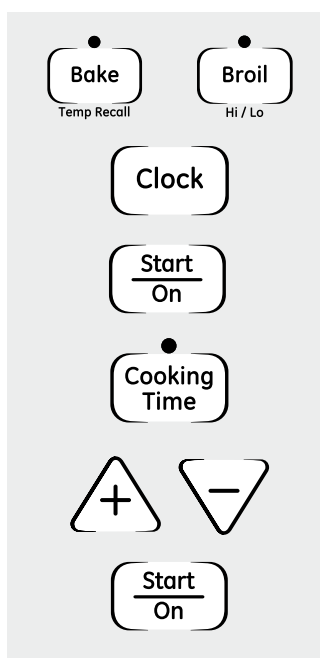 Bake Broil
Temp Recall Hi / Lo
Clock
Start
On
Cooking
Time
+ −
Start
On